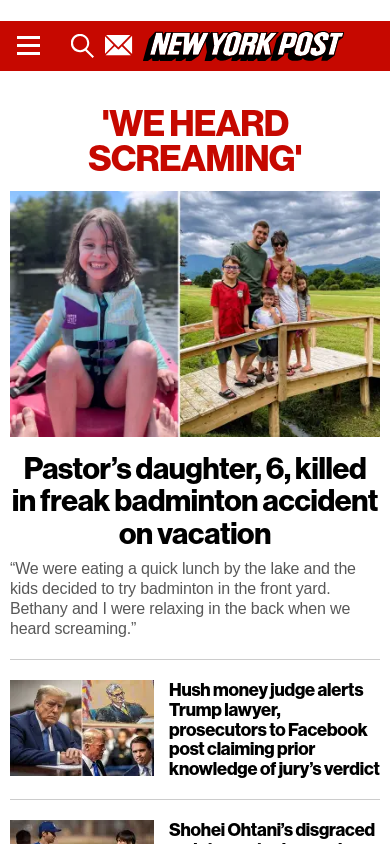 NEW YORK POST
'WE HEARD
SCREAMING'
Pastor’s daughter, 6, killed
in freak badminton accident
on vacation
“We were eating a quick lunch by the lake and the
kids decided to try badminton in the front yard.
Bethany and I were relaxing in the back when we
heard screaming.”
Hush money judge alerts
Trump lawyer,
prosecutors to Facebook
post claiming prior
knowledge of jury’s verdict
Shohei Ohtani’s disgraced